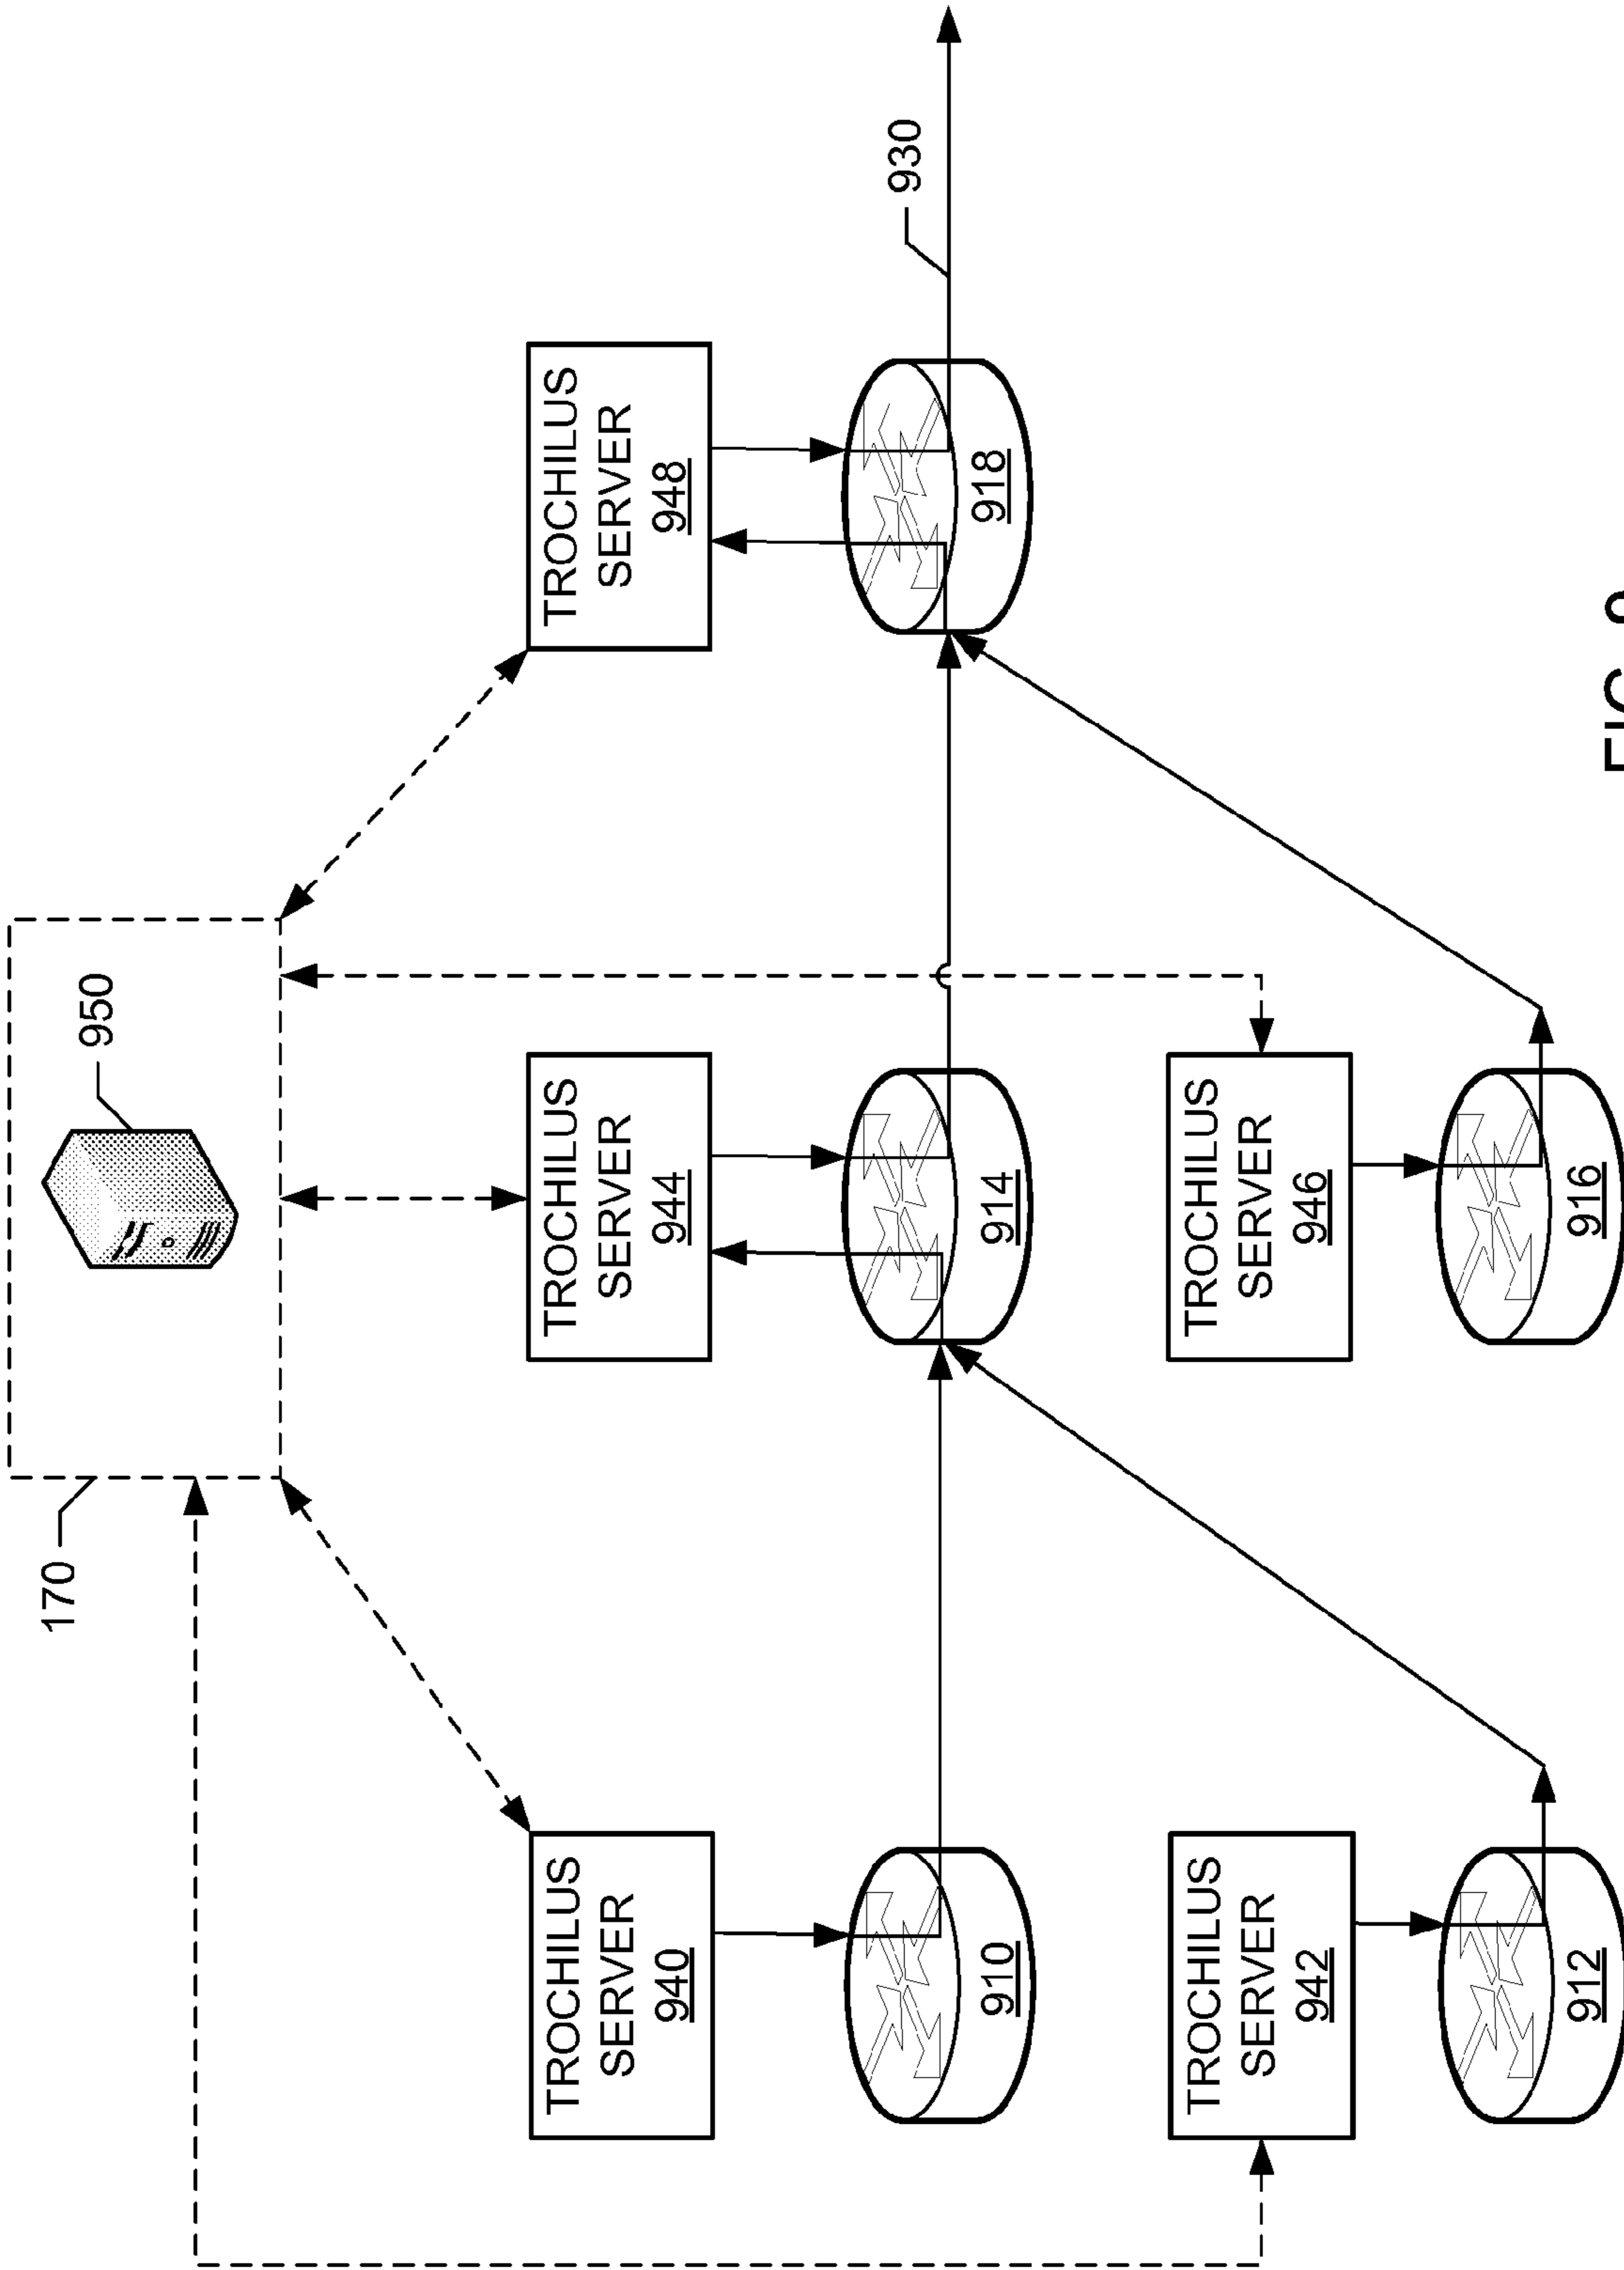 170
950
TROCHILUS
SERVER
940
TROCHILUS
SERVER
944
TROCHILUS
SERVER
948
910
914
918
930
TROCHILUS
SERVER
942
TROCHILUS
SERVER
946
912
916
FIG.